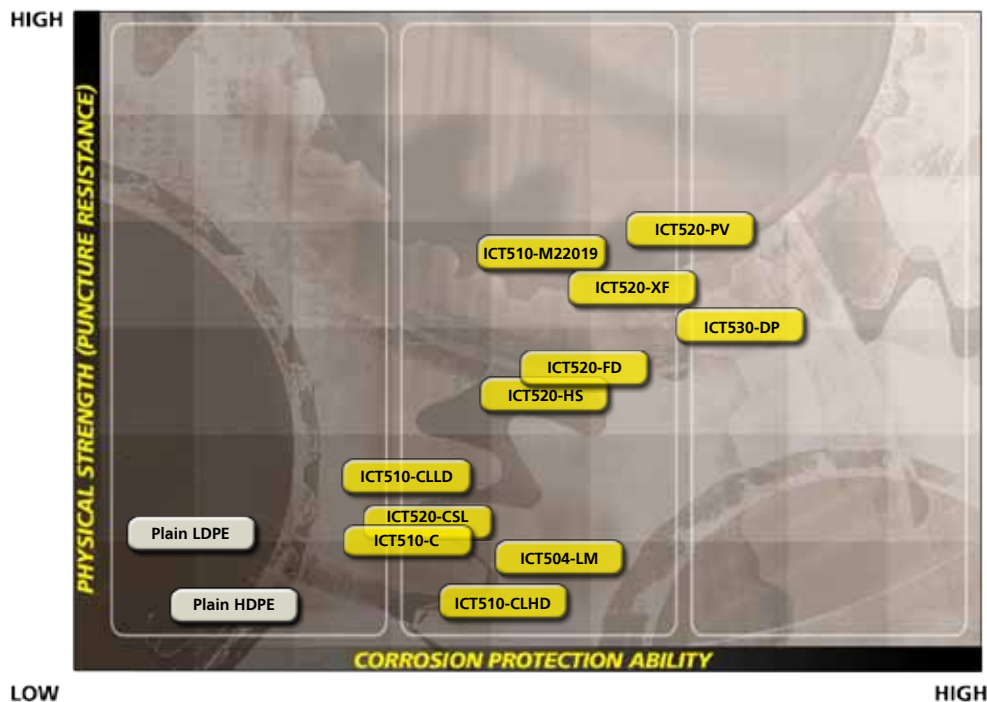 HIGH
PHYSICAL STRENGTH (PUNCTURE RESISTANCE)
ICT520-PV
ICT510-M22019
ICT520-XF
ICT530-DP
ICT520-FD
ICT520-HS
ICT510-CLLD
ICT520-CSL
Plain LDPE
ICT510-C
ICT504-LM
Plain HDPE
ICT510-CLHD
CORROSION PROTECTION ABILITY
LOW
HIGH